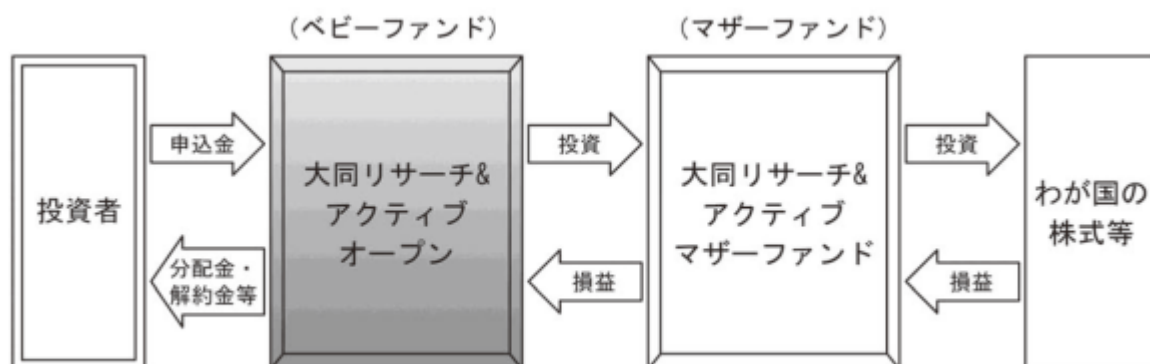 （ベビーファンド）
（マザーファンド）
投資者
申込金
分配金・
解約金等
大同リサーチ&
アクティブ
オープン
投資
損益
大同リサーチ&
アクティブ
マザーファンド
投資
損益
わが国の
株式等